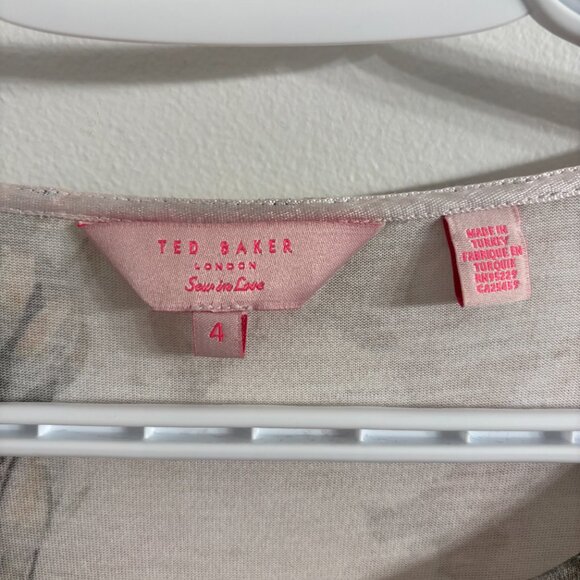 TED BAKER
LONDON
Sew in Love
4
MADE IN
TURKEY
FABRIQUE EN
TURQUIE
RN95229
CA25459